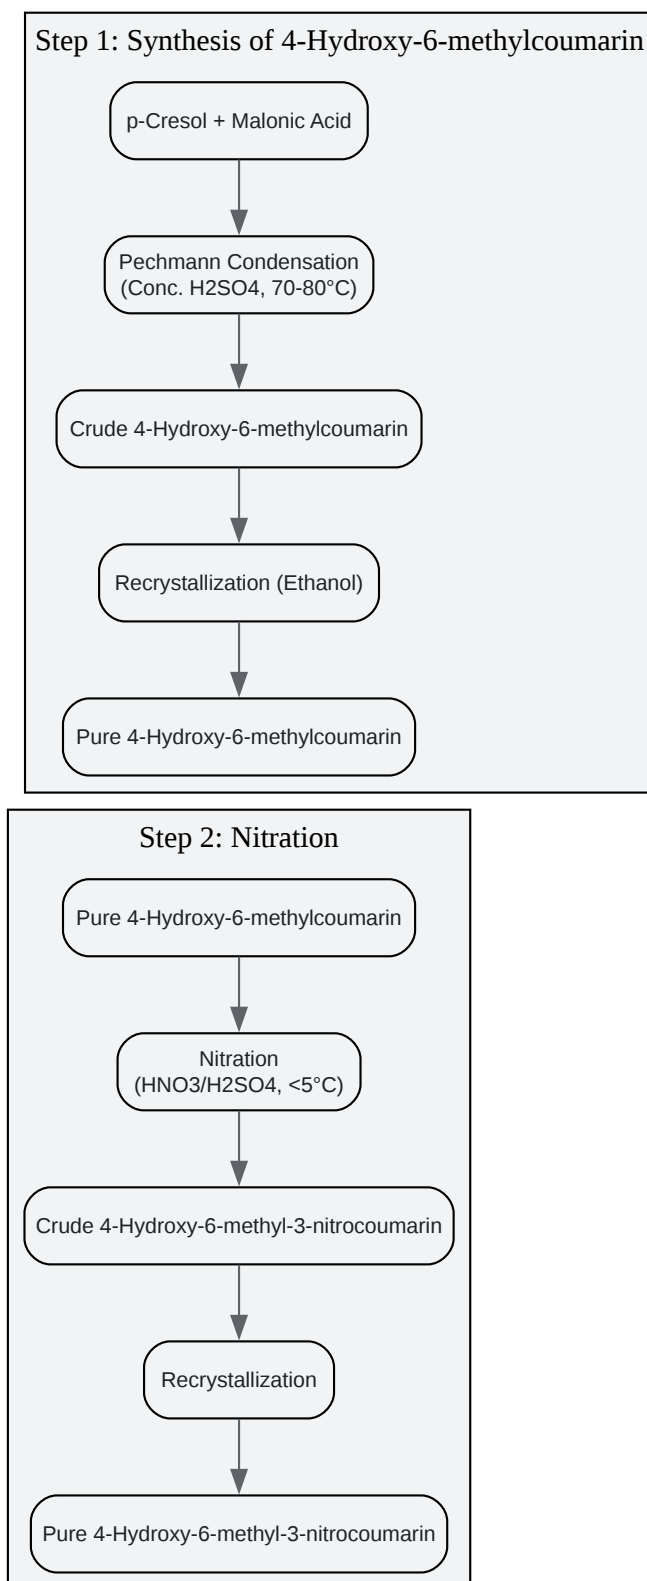 Step 1: Synthesis of 4-Hydroxy-6-methylcoumarin
p-Cresol + Malonic Acid
Pechmann Condensation
(Conc. H2SO4, 70-80°C)
Crude 4-Hydroxy-6-methylcoumarin
Recrystallization (Ethanol)
Pure 4-Hydroxy-6-methylcoumarin
Step 2: Nitration
Pure 4-Hydroxy-6-methylcoumarin
Nitration
(HNO3/H2SO4, <5°C)
Crude 4-Hydroxy-6-methyl-3-nitrocoumarin
Recrystallization
Pure 4-Hydroxy-6-methyl-3-nitrocoumarin